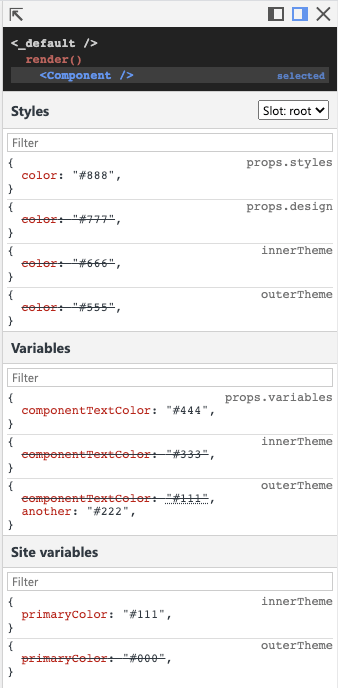 <_default />
render()
<Component />
selected
Styles
Slot: root
Filter
{ props.styles
color: "#888",
}
{ props.design
color: "#777",
}
{ innerTheme
color: "#666",
}
{ outerTheme
color: "#555",
}
Variables
Filter
{ props.variables
componentTextColor: "#444",
}
{ innerTheme
componentTextColor: "#333",
}
{ outerTheme
componentTextColor: "#111",
another: "#222",
}
Site variables
Filter
{ innerTheme
primaryColor: "#111",
}
{ outerTheme
primaryColor: "#000",
}